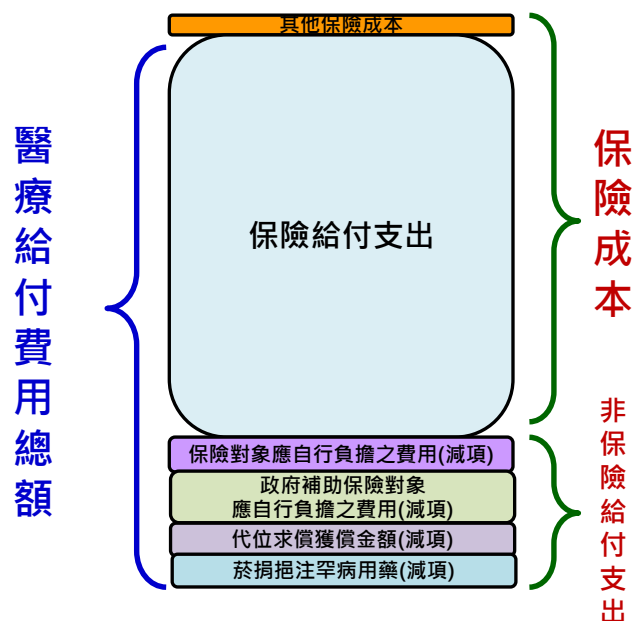 其他保險成本
醫療給付費用總額
保險給付支出
保險成本
保險對象應自行負擔之費用(減項)
政府補助保險對象
應自行負擔之費用(減項)
代位求償獲償金額(減項)
菸捐挹注罕病用藥(減項)
非保險給付支出